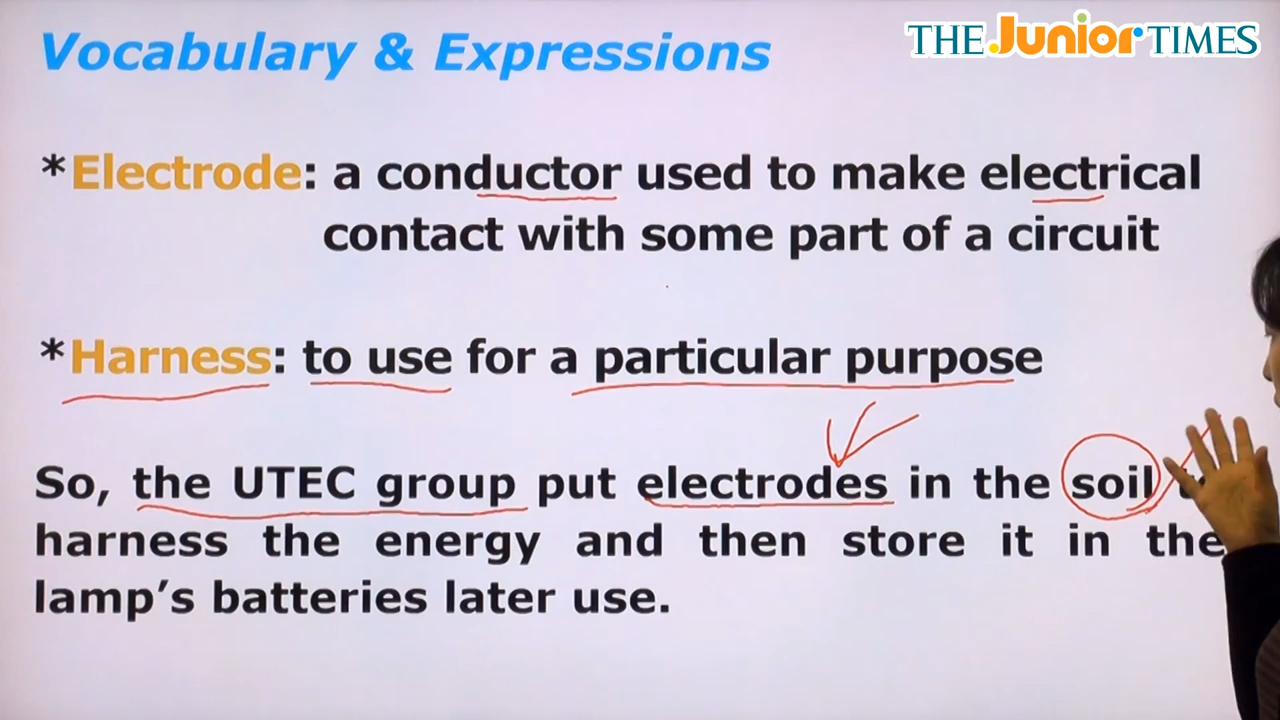 Vocabulary & Expressions
THE Junior TIMES
*Electrode: a conductor used to make electrical
contact with some part of a circuit
*Harness: to use for a particular purpose
So, the UTEC group put electrodes in the soil
harness the energy and then store it in the
lamp’s batteries later use.